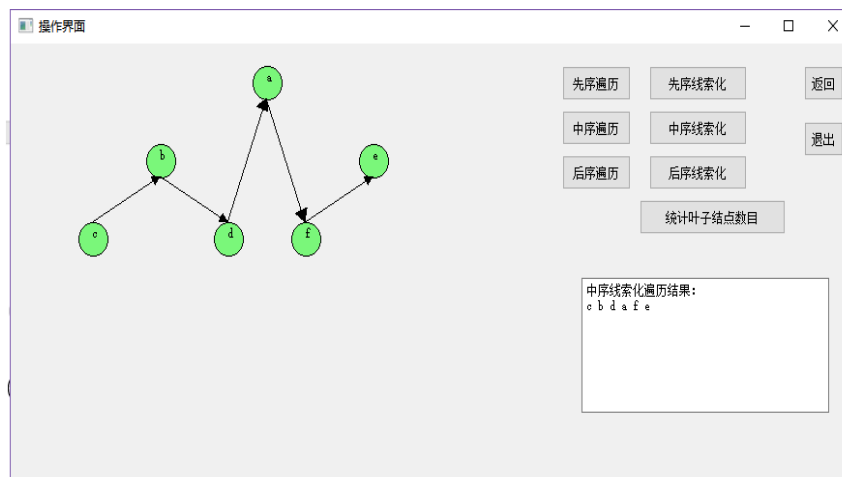 操作界面
a
b
e
c
d
f
先序遍历
先序线索化
返回
中序遍历
中序线索化
退出
后序遍历
后序线索化
统计叶子结点数目
中序线索化遍历结果:
c b d a f e